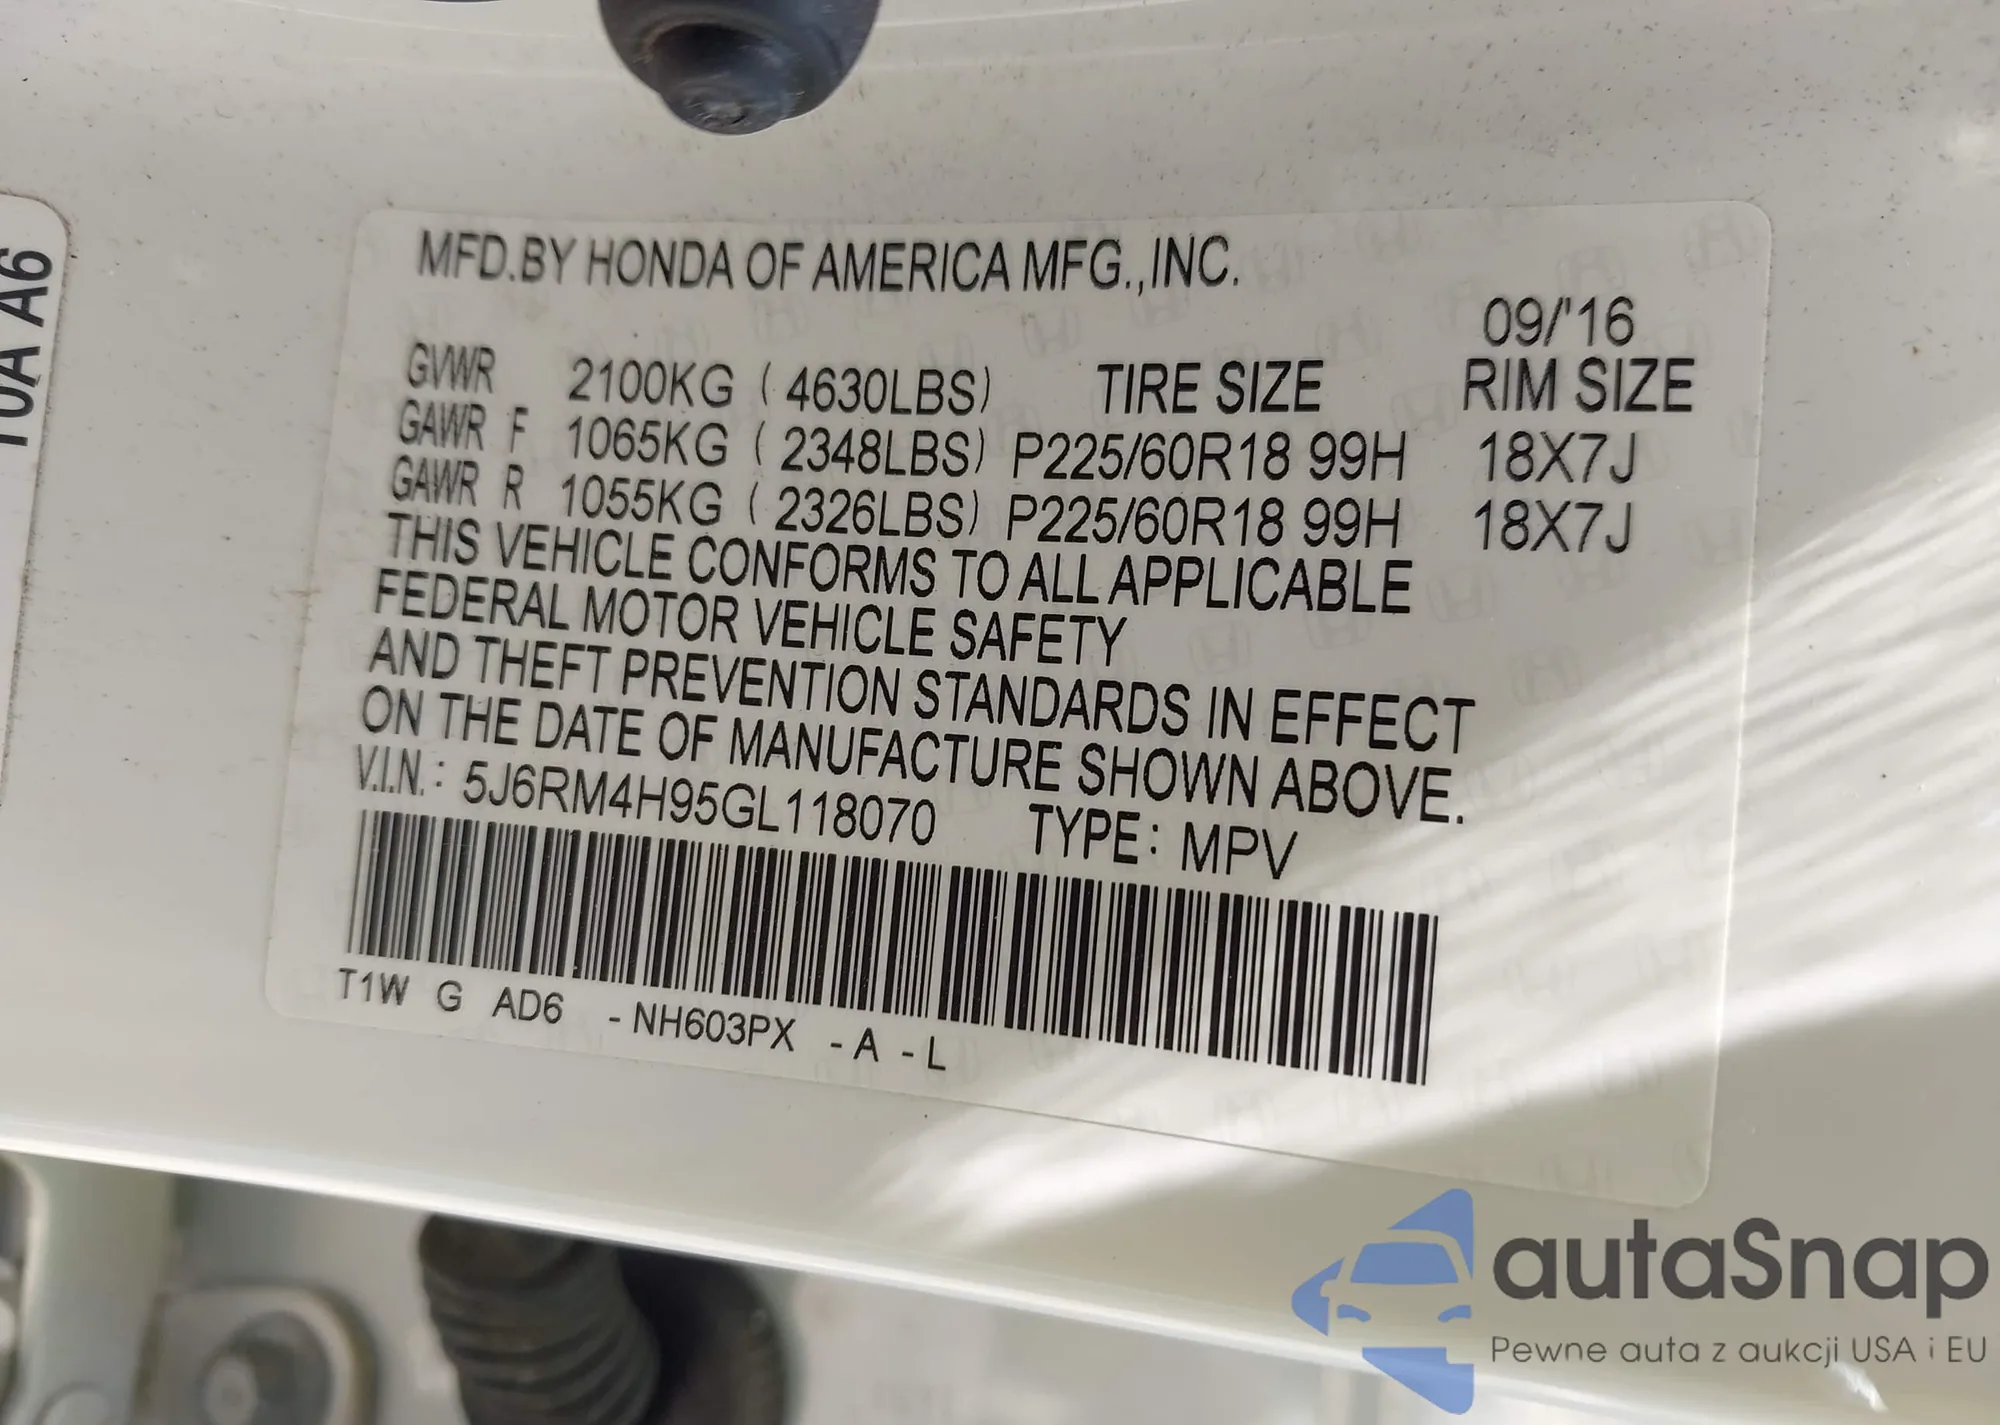 10A A6
MFD.BY HONDA OF AMERICA MFG.,INC.
09/'16
GVWR 2100KG ( 4630LBS) TIRE SIZE RIM SIZE
GAWR F 1065KG ( 2348LBS) P225/60R18 99H 18X7J
GAWR R 1055KG ( 2326LBS) P225/60R18 99H 18X7J
THIS VEHICLE CONFORMS TO ALL APPLICABLE
FEDERAL MOTOR VEHICLE SAFETY
AND THEFT PREVENTION STANDARDS IN EFFECT
ON THE DATE OF MANUFACTURE SHOWN ABOVE.
V.I.N.: 5J6RM4H95GL118070 TYPE: MPV
T1W G AD6 -NH603PX -A -L
autaSnap
Pewne auta z aukcji USA i EU